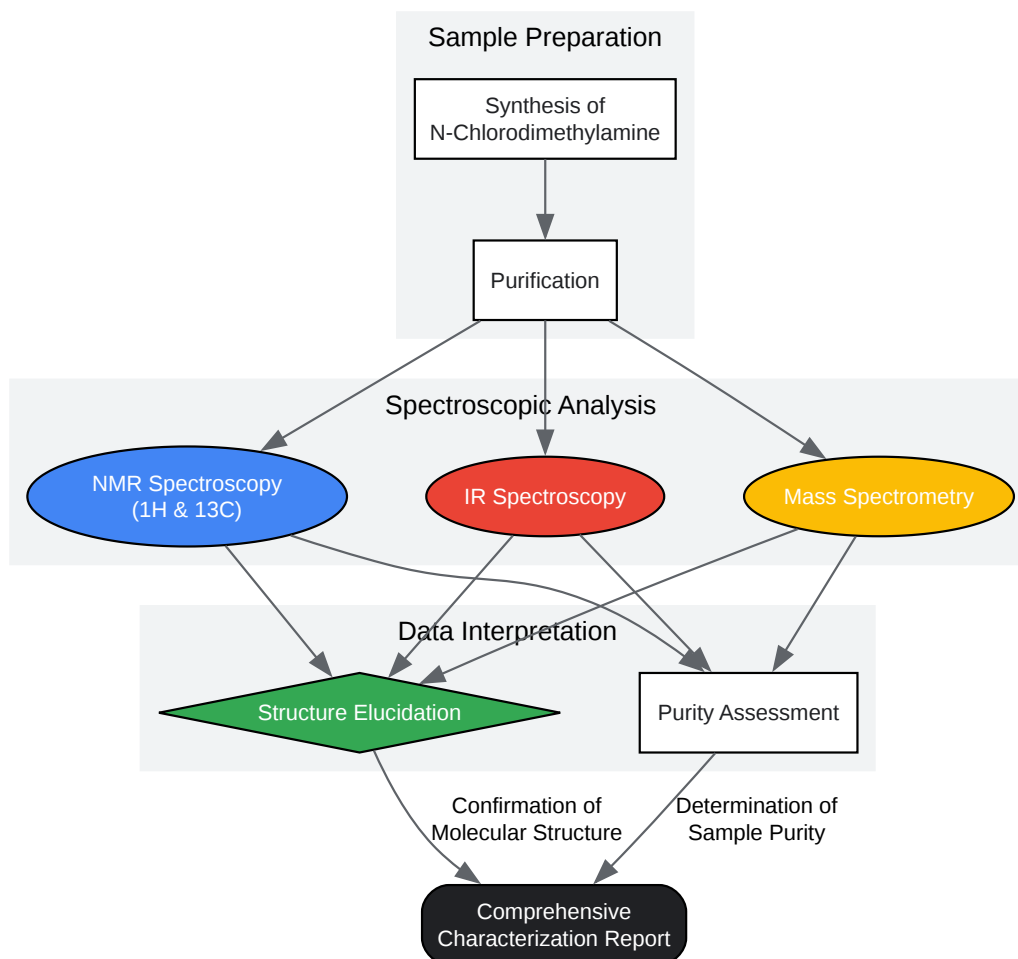 Sample Preparation
Synthesis of
N-Chlorodimethylamine
Purification
Spectroscopic Analysis
NMR Spectroscopy
(1H & 13C)
IR Spectroscopy
Mass Spectrometry
Data Interpretation
Structure Elucidation
Purity Assessment
Confirmation of
Molecular Structure
Determination of
Sample Purity
Comprehensive
Characterization Report